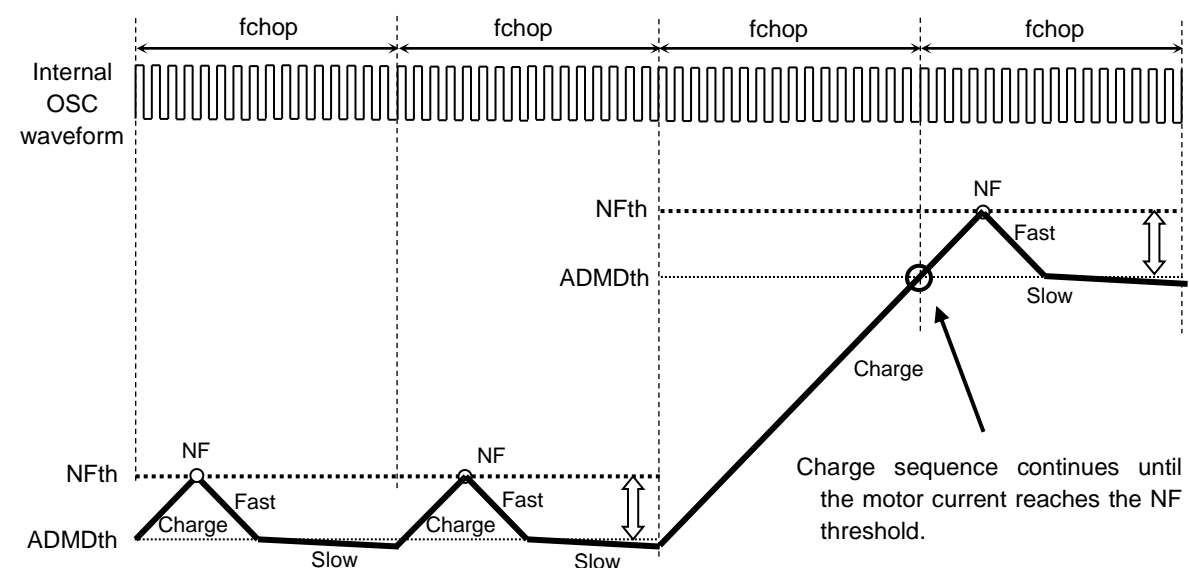 fchop fchop fchop fchop
Internal
OSC
waveform
NF
NFth
Fast
ADMDth
Slow
Charge
NF NF
NFth
Fast Fast
Charge Charge
ADMDth
Slow Slow
Charge sequence continues until
the motor current reaches the NF
threshold.